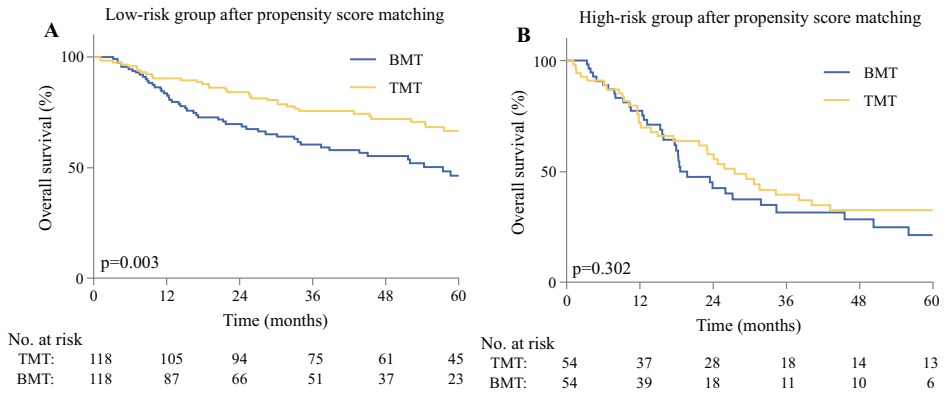 Low-risk group after propensity score matching
A
BMT
TMT
Overall survival (%)
100
50
0
p=0.003
0 12 24 36 48 60
Time (months)
No. at risk
TMT: 118 105 94 75 61 45
BMT: 118 87 66 51 37 23
High-risk group after propensity score matching
B
BMT
TMT
Overall survival (%)
100
50
0
p=0.302
0 12 24 36 48 60
Time (months)
No. at risk
TMT: 54 37 28 18 14 13
BMT: 54 39 18 11 10 6